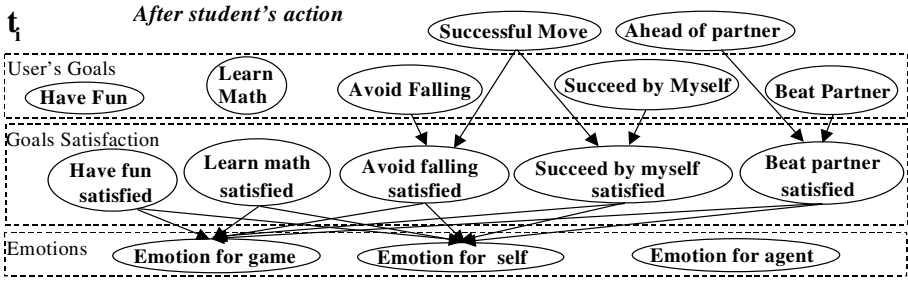 t_i
After student's action
Successful Move
Ahead of partner
User's Goals
Have Fun
Learn
Math
Avoid Falling
Succeed by Myself
Beat Partner
Goals Satisfaction
Have fun
satisfied
Learn math
satisfied
Avoid falling
satisfied
Succeed by myself
satisfied
Beat partner
satisfied
Emotions
Emotion for game
Emotion for self
Emotion for agent